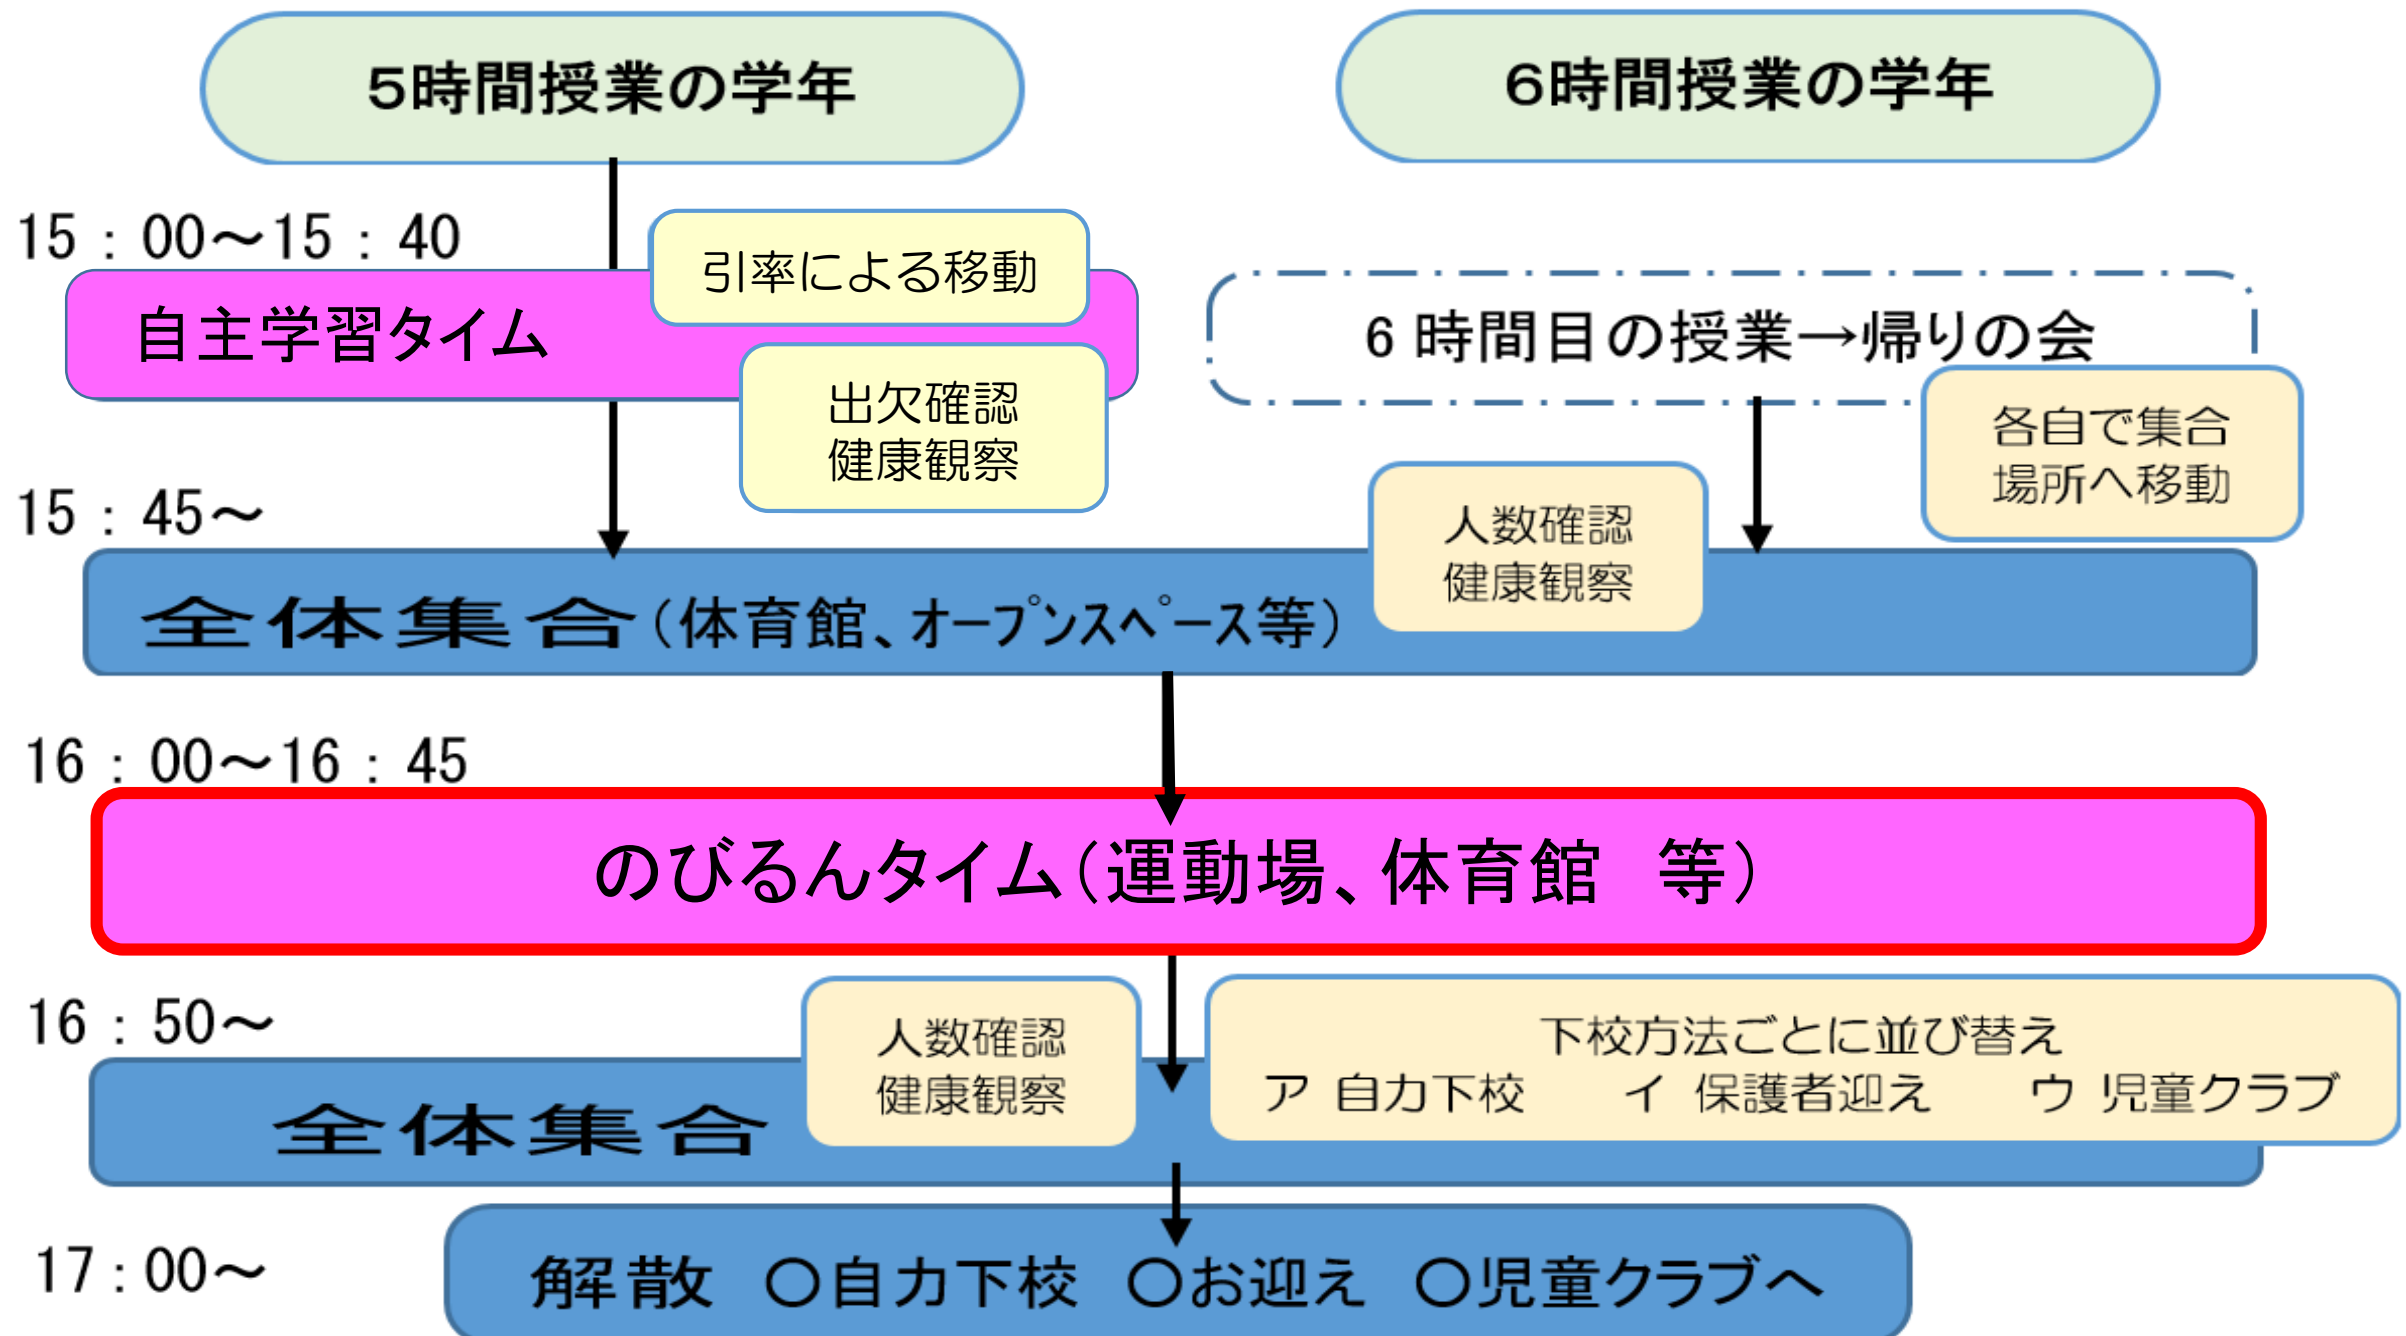 5時間授業の学年
6時間授業の学年
15：00～15：40
引率による移動
自主学習タイム
6時間目の授業→帰りの会
出欠確認
健康観察
各自で集合
場所へ移動
15：45～
人数確認
健康観察
全体集合(体育館、ｵｰﾌﾟﾝｽﾍﾟｰｽ等)
16：00～16：45
のびるんタイム(運動場、体育館　等)
16：50～
人数確認
健康観察
下校方法ごとに並び替え
ア 自力下校　イ 保護者迎え　ウ 児童クラブ
全体集合
17：00～
解散 〇自力下校 〇お迎え 〇児童クラブへ